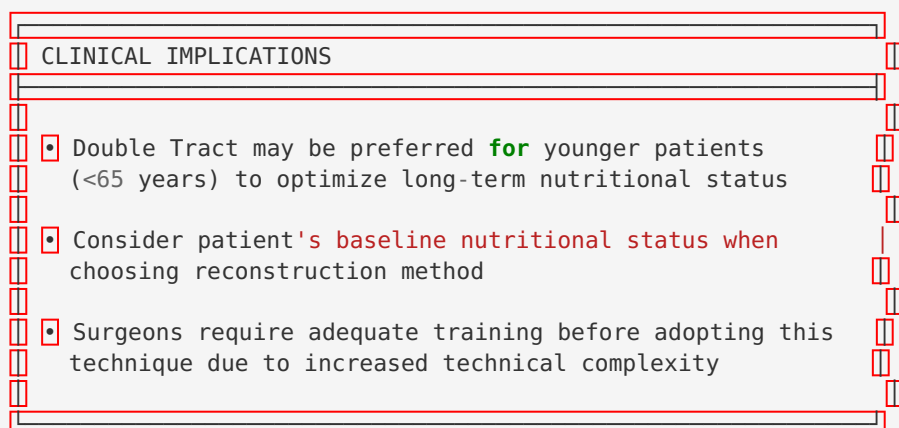 CLINICAL IMPLICATIONS
• Double Tract may be preferred for younger patients
(<65 years) to optimize long-term nutritional status
• Consider patient's baseline nutritional status when
choosing reconstruction method
• Surgeons require adequate training before adopting this
technique due to increased technical complexity